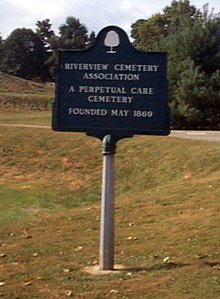 RIVERVIEW CEMETERY
ASSOCIATION
A PERPETUAL CARE
CEMETERY
FOUNDED MAY 1869